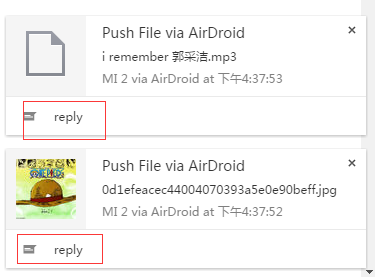 Push File via AirDroid
i remember 郭采洁.mp3
MI 2 via AirDroid at 下午4:37:53
reply
Push File via AirDroid
0d1efeacec44004070393a5e0e90beff.jpg
MI 2 via AirDroid at 下午4:37:52
reply